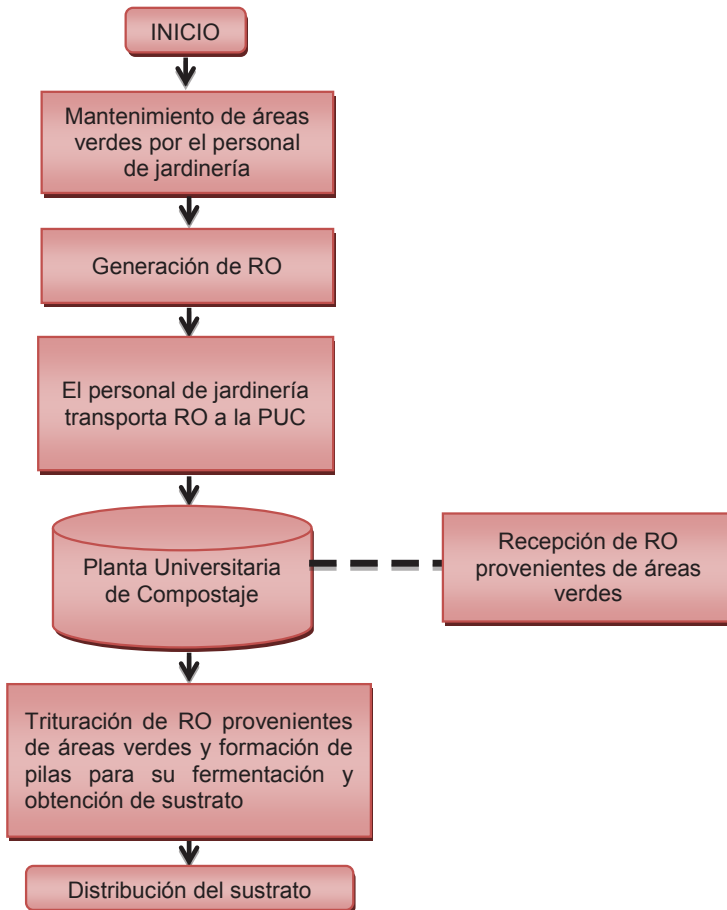 INICIO
Mantenimiento de áreas
verdes por el personal
de jardinería
Generación de RO
El personal de jardinería
transporta RO a la PUC
Planta Universitaria
de Compostaje
Recepción de RO
provenientes de áreas
verdes
Trituración de RO provenientes
de áreas verdes y formación de
pilas para su fermentación y
obtención de sustrato
Distribución del sustrato